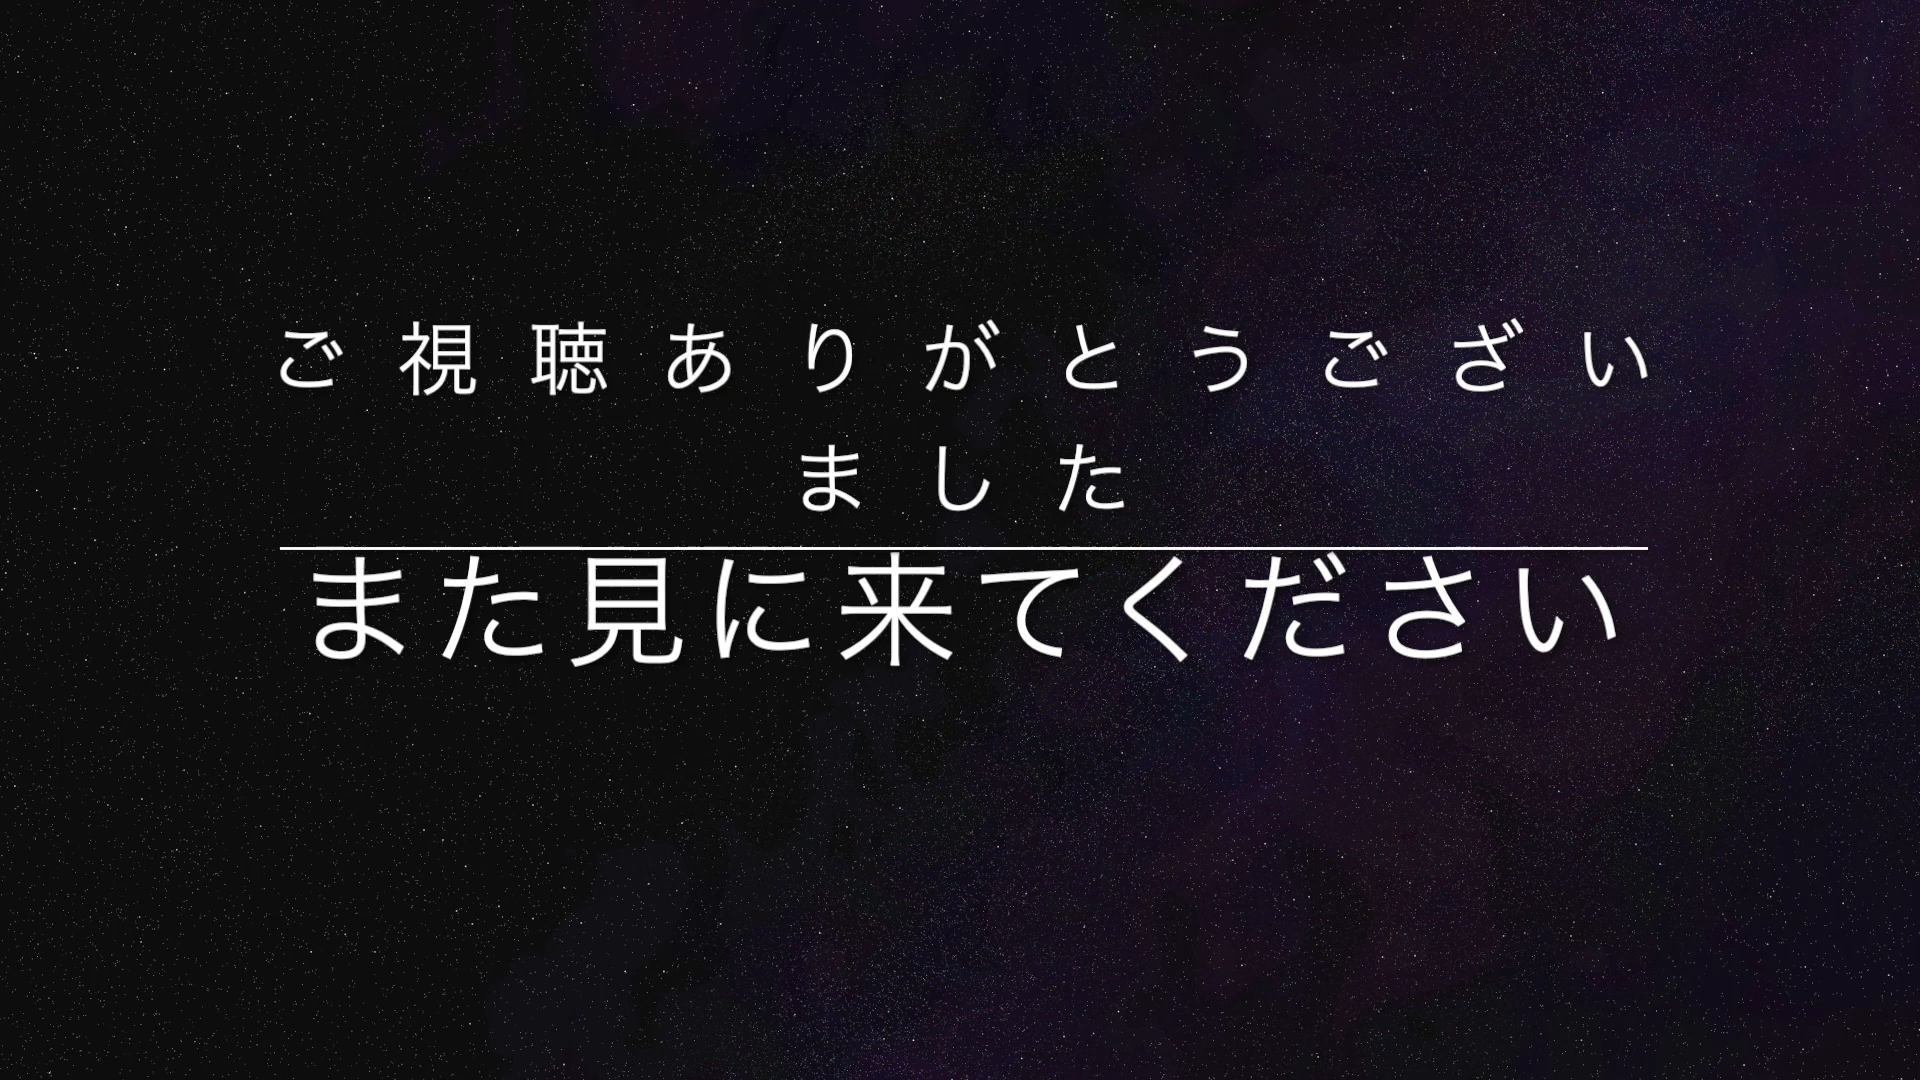 ご視聴ありがとうござい
ました
また見に来てください